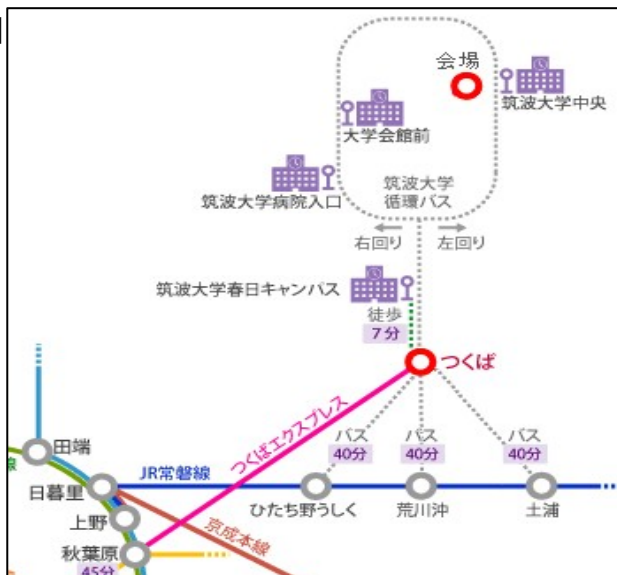 会場
筑波大学中央
大学会館前
筑波大学病院入口
筑波大学
循環バス
右回り
左回り
筑波大学春日キャンパス
徒歩
7分
つくば
つくばエクスプレス
バス
40分
バス
40分
バス
40分
田端
線
JR常磐線
日暮里
ひたち野うしく
荒川沖
土浦
上野
京成本線
秋葉原
45分